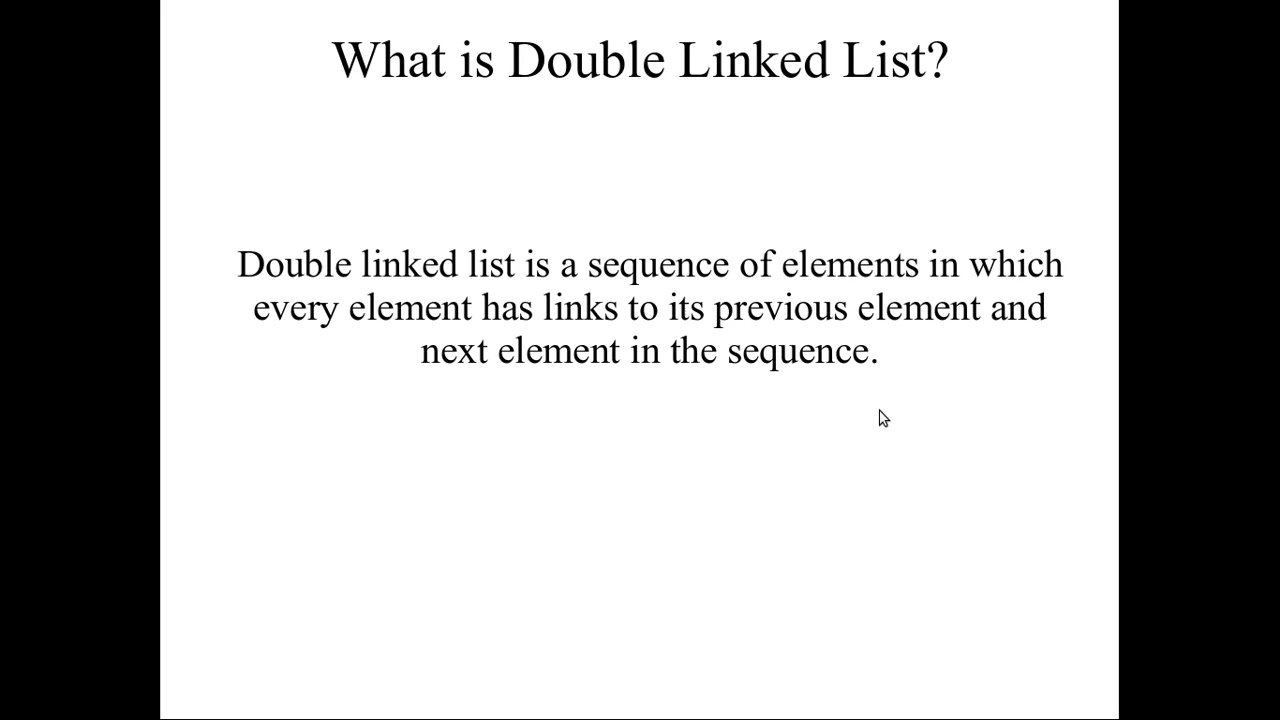 What is Double Linked List?
Double linked list is a sequence of elements in which
every element has links to its previous element and
next element in the sequence.